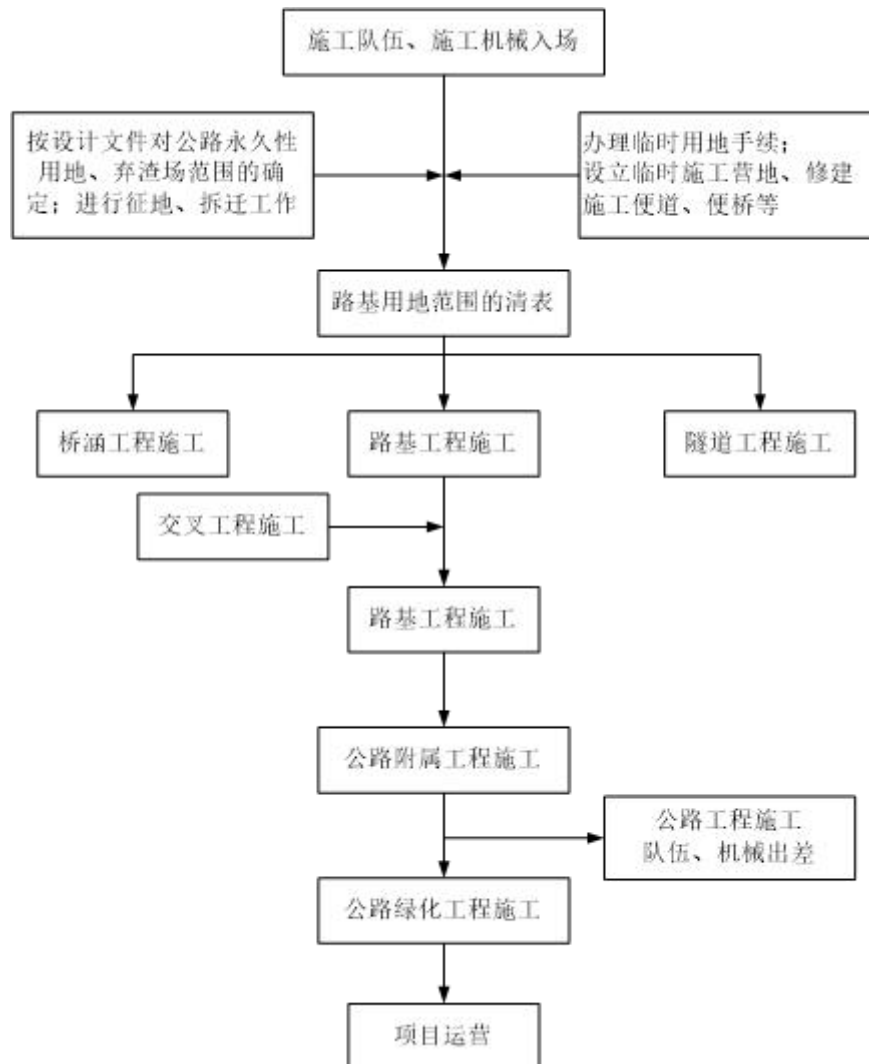 施工队伍、施工机械入场
按设计文件对公路永久性
用地、弃渣场范围的确
定；进行征地、拆迁工作
办理临时用地手续；
设立临时施工营地、修建
施工便道、便桥等
路基用地范围的清表
桥涵工程施工
路基工程施工
隧道工程施工
交叉工程施工
路基工程施工
公路附属工程施工
公路工程施工
队伍、机械出差
公路绿化工程施工
项目运营